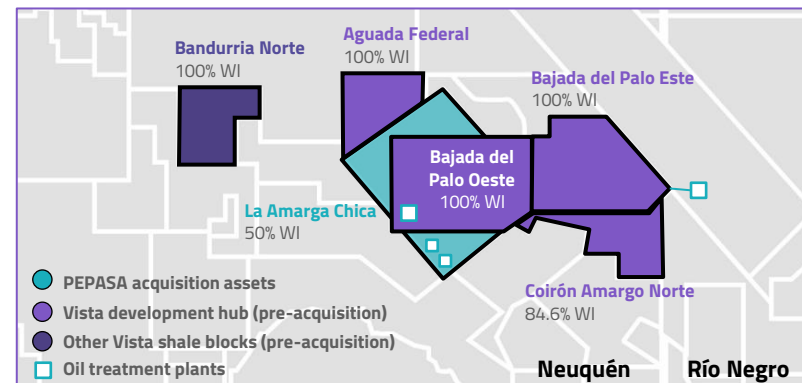 Bandurria Norte
100% WI
Aguada Federal
100% WI
Bajada del Palo Este
100% WI
Bajada del
Palo Oeste
100% WI
La Amarga Chica
50% WI
Coirón Amargo Norte
84.6% WI
PEPASA acquisition assets
Vista development hub (pre-acquisition)
Other Vista shale blocks (pre-acquisition)
Oil treatment plants
Neuquén
Río Negro